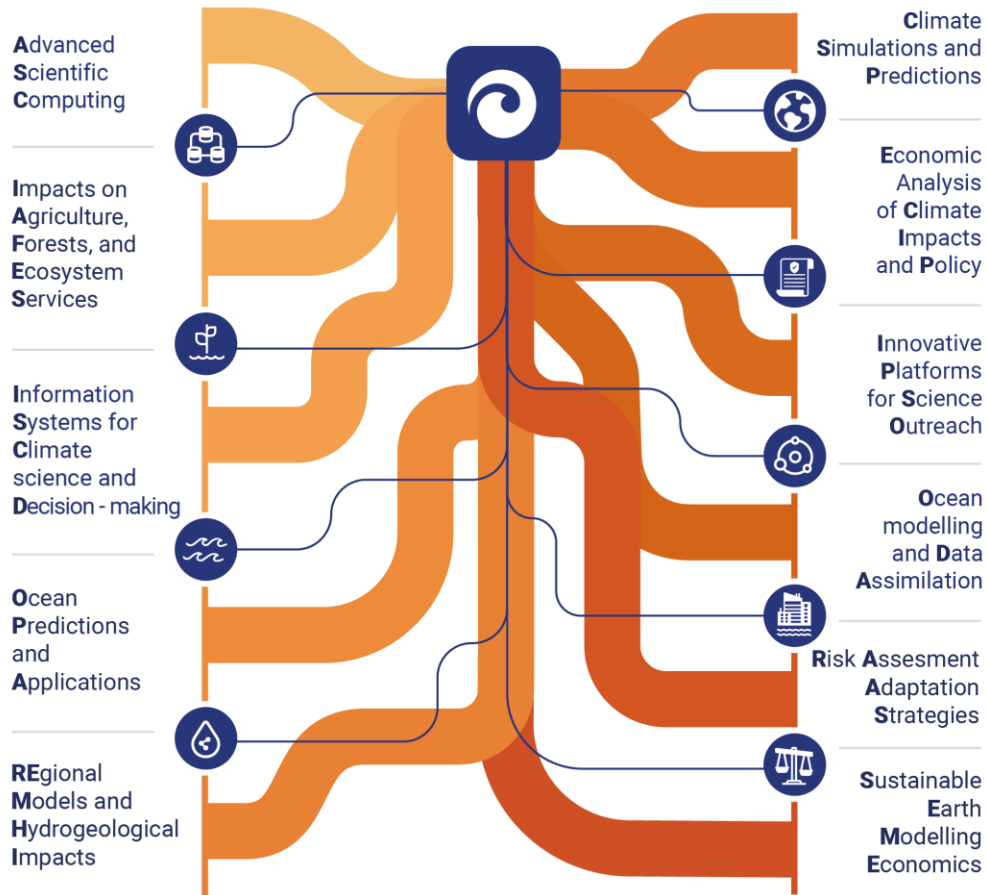 Advanced
Scientific
Computing
Impacts on
Agriculture,
Forests, and
Ecosystem
Services
Information
Systems for
Climate
science and
Decision - making
Ocean
Predictions
and
Applications
REgional
Models and
Hydrogeological
Impacts
Climate
Simulations and
Predictions
Economic
Analysis
of Climate
Impacts
and Policy
Innovative
Platforms
for Science
Outreach
Ocean
modelling
and Data
Assimilation
Risk Assesment
Adaptation
Strategies
Sustainable
Earth
Modelling
Economics